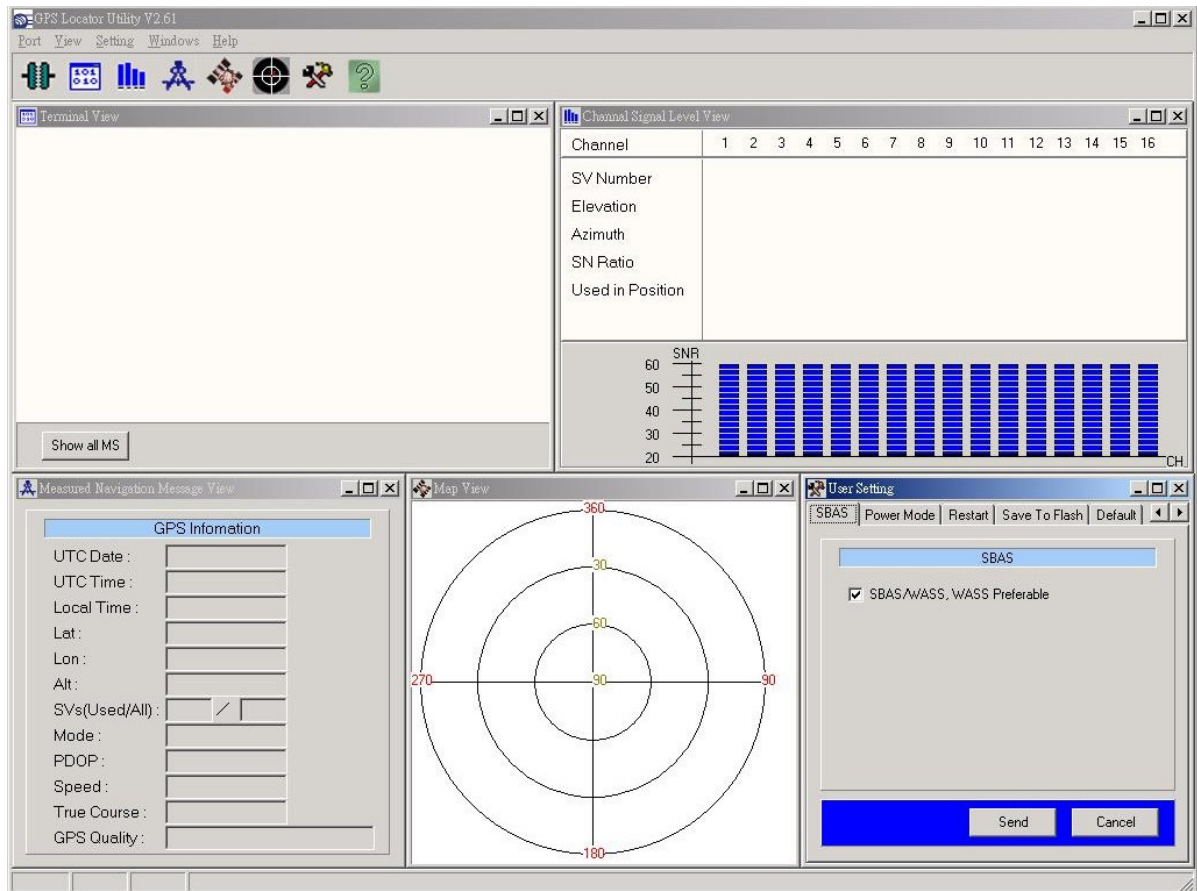 GPS Locator Utility V2.61
Port View Setting Windows Help
101
010
Terminal View
Show all MS
Channel Signal Level View
Channel 1 2 3 4 5 6 7 8 9 10 11 12 13 14 15 16
SV Number
Elevation
Azimuth
SN Ratio
Used in Position
SNR
60
50
40
30
20
CH.
Measured Navigation Message View
GPS Infomation
UTC Date :
UTC Time :
Local Time :
Lat :
Lon :
Alt :
SVs(Used/All) : /
Mode :
PDOP :
Speed :
True Course :
GPS Quality :
Map View
360
30
60
270 90 90
180
User Setting
SBAS Power Mode Restart Save To Flash Default
SBAS
SBAS/WASS, WASS Preferable
Send Cancel